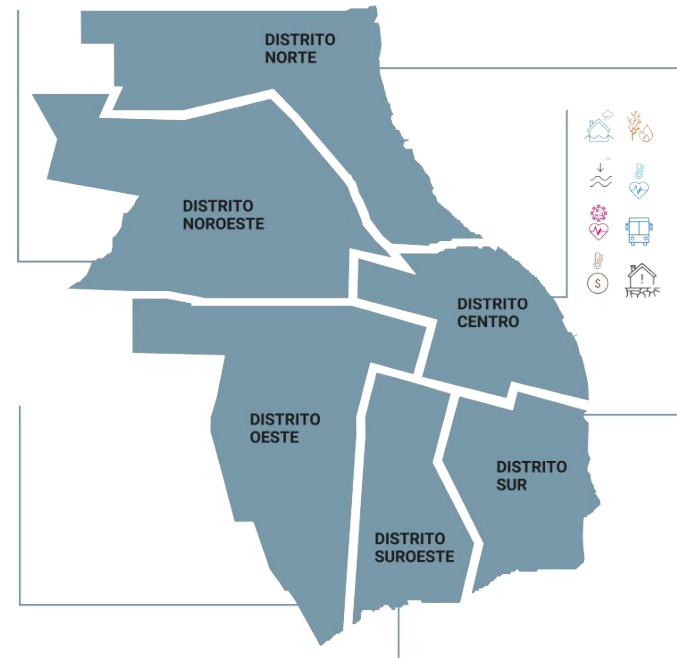 DISTRITO
NORTE
DISTRITO
NOROESTE
DISTRITO
CENTRO
DISTRITO
OESTE
DISTRITO
SUR
DISTRITO
SUROESTE
$
!